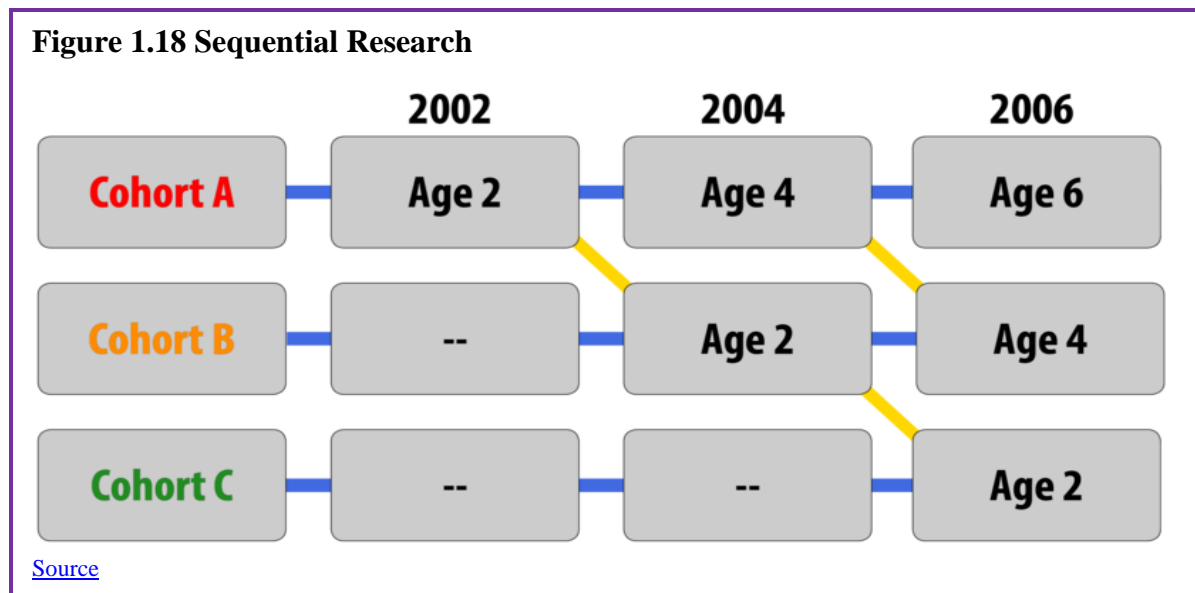 Figure 1.18 Sequential Research
2002 2004 2006
Cohort A Age 2 Age 4 Age 6
Cohort B -- Age 2 Age 4
Cohort C -- -- Age 2
Source